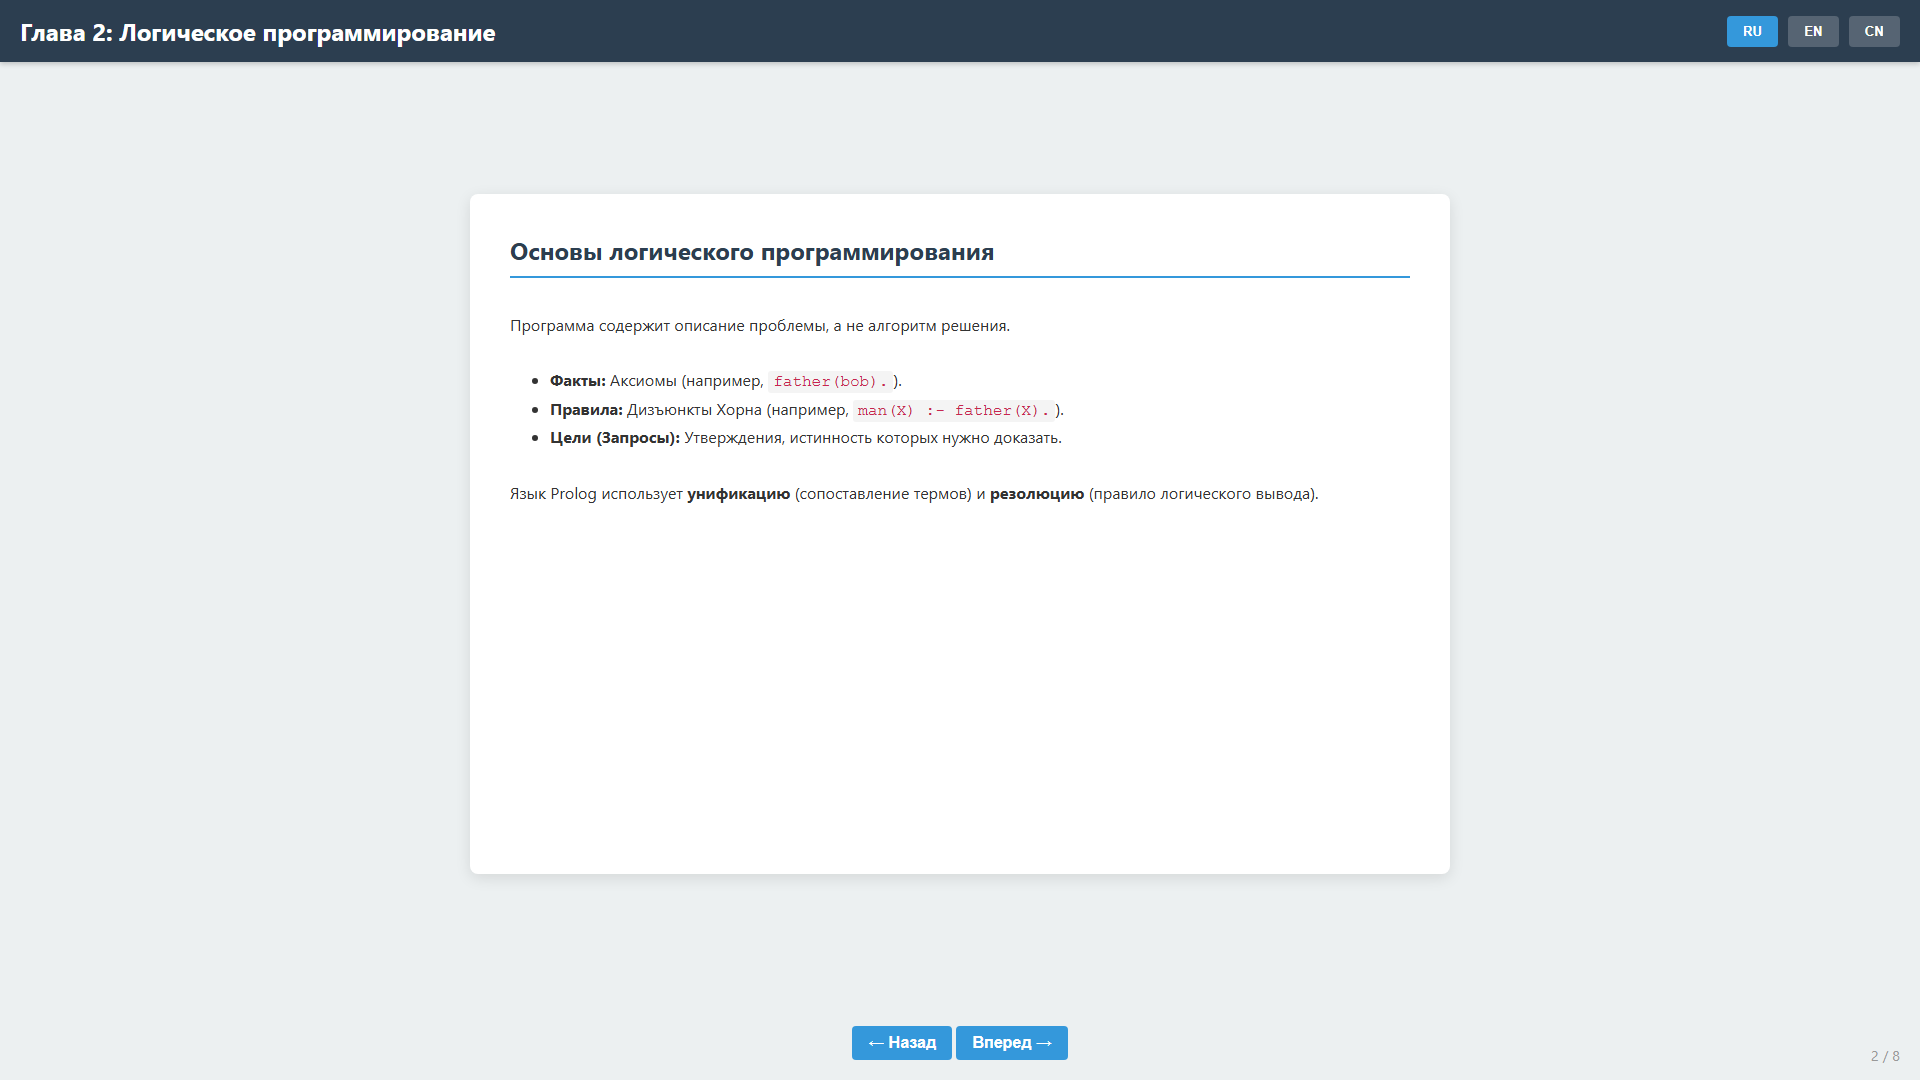 Глава 2: Логическое программирование
RU EN CN
Основы логического программирования
Программа содержит описание проблемы, а не алгоритм решения.
• Факты: Аксиомы (например, father(bob). ).
• Правила: Дизъюнкты Хорна (например, man(X) :- father(X). ).
• Цели (Запросы): Утверждения, истинность которых нужно доказать.
Язык Prolog использует унификацию (сопоставление термов) и резолюцию (правило логического вывода).
← Назад Вперед →
2 / 8